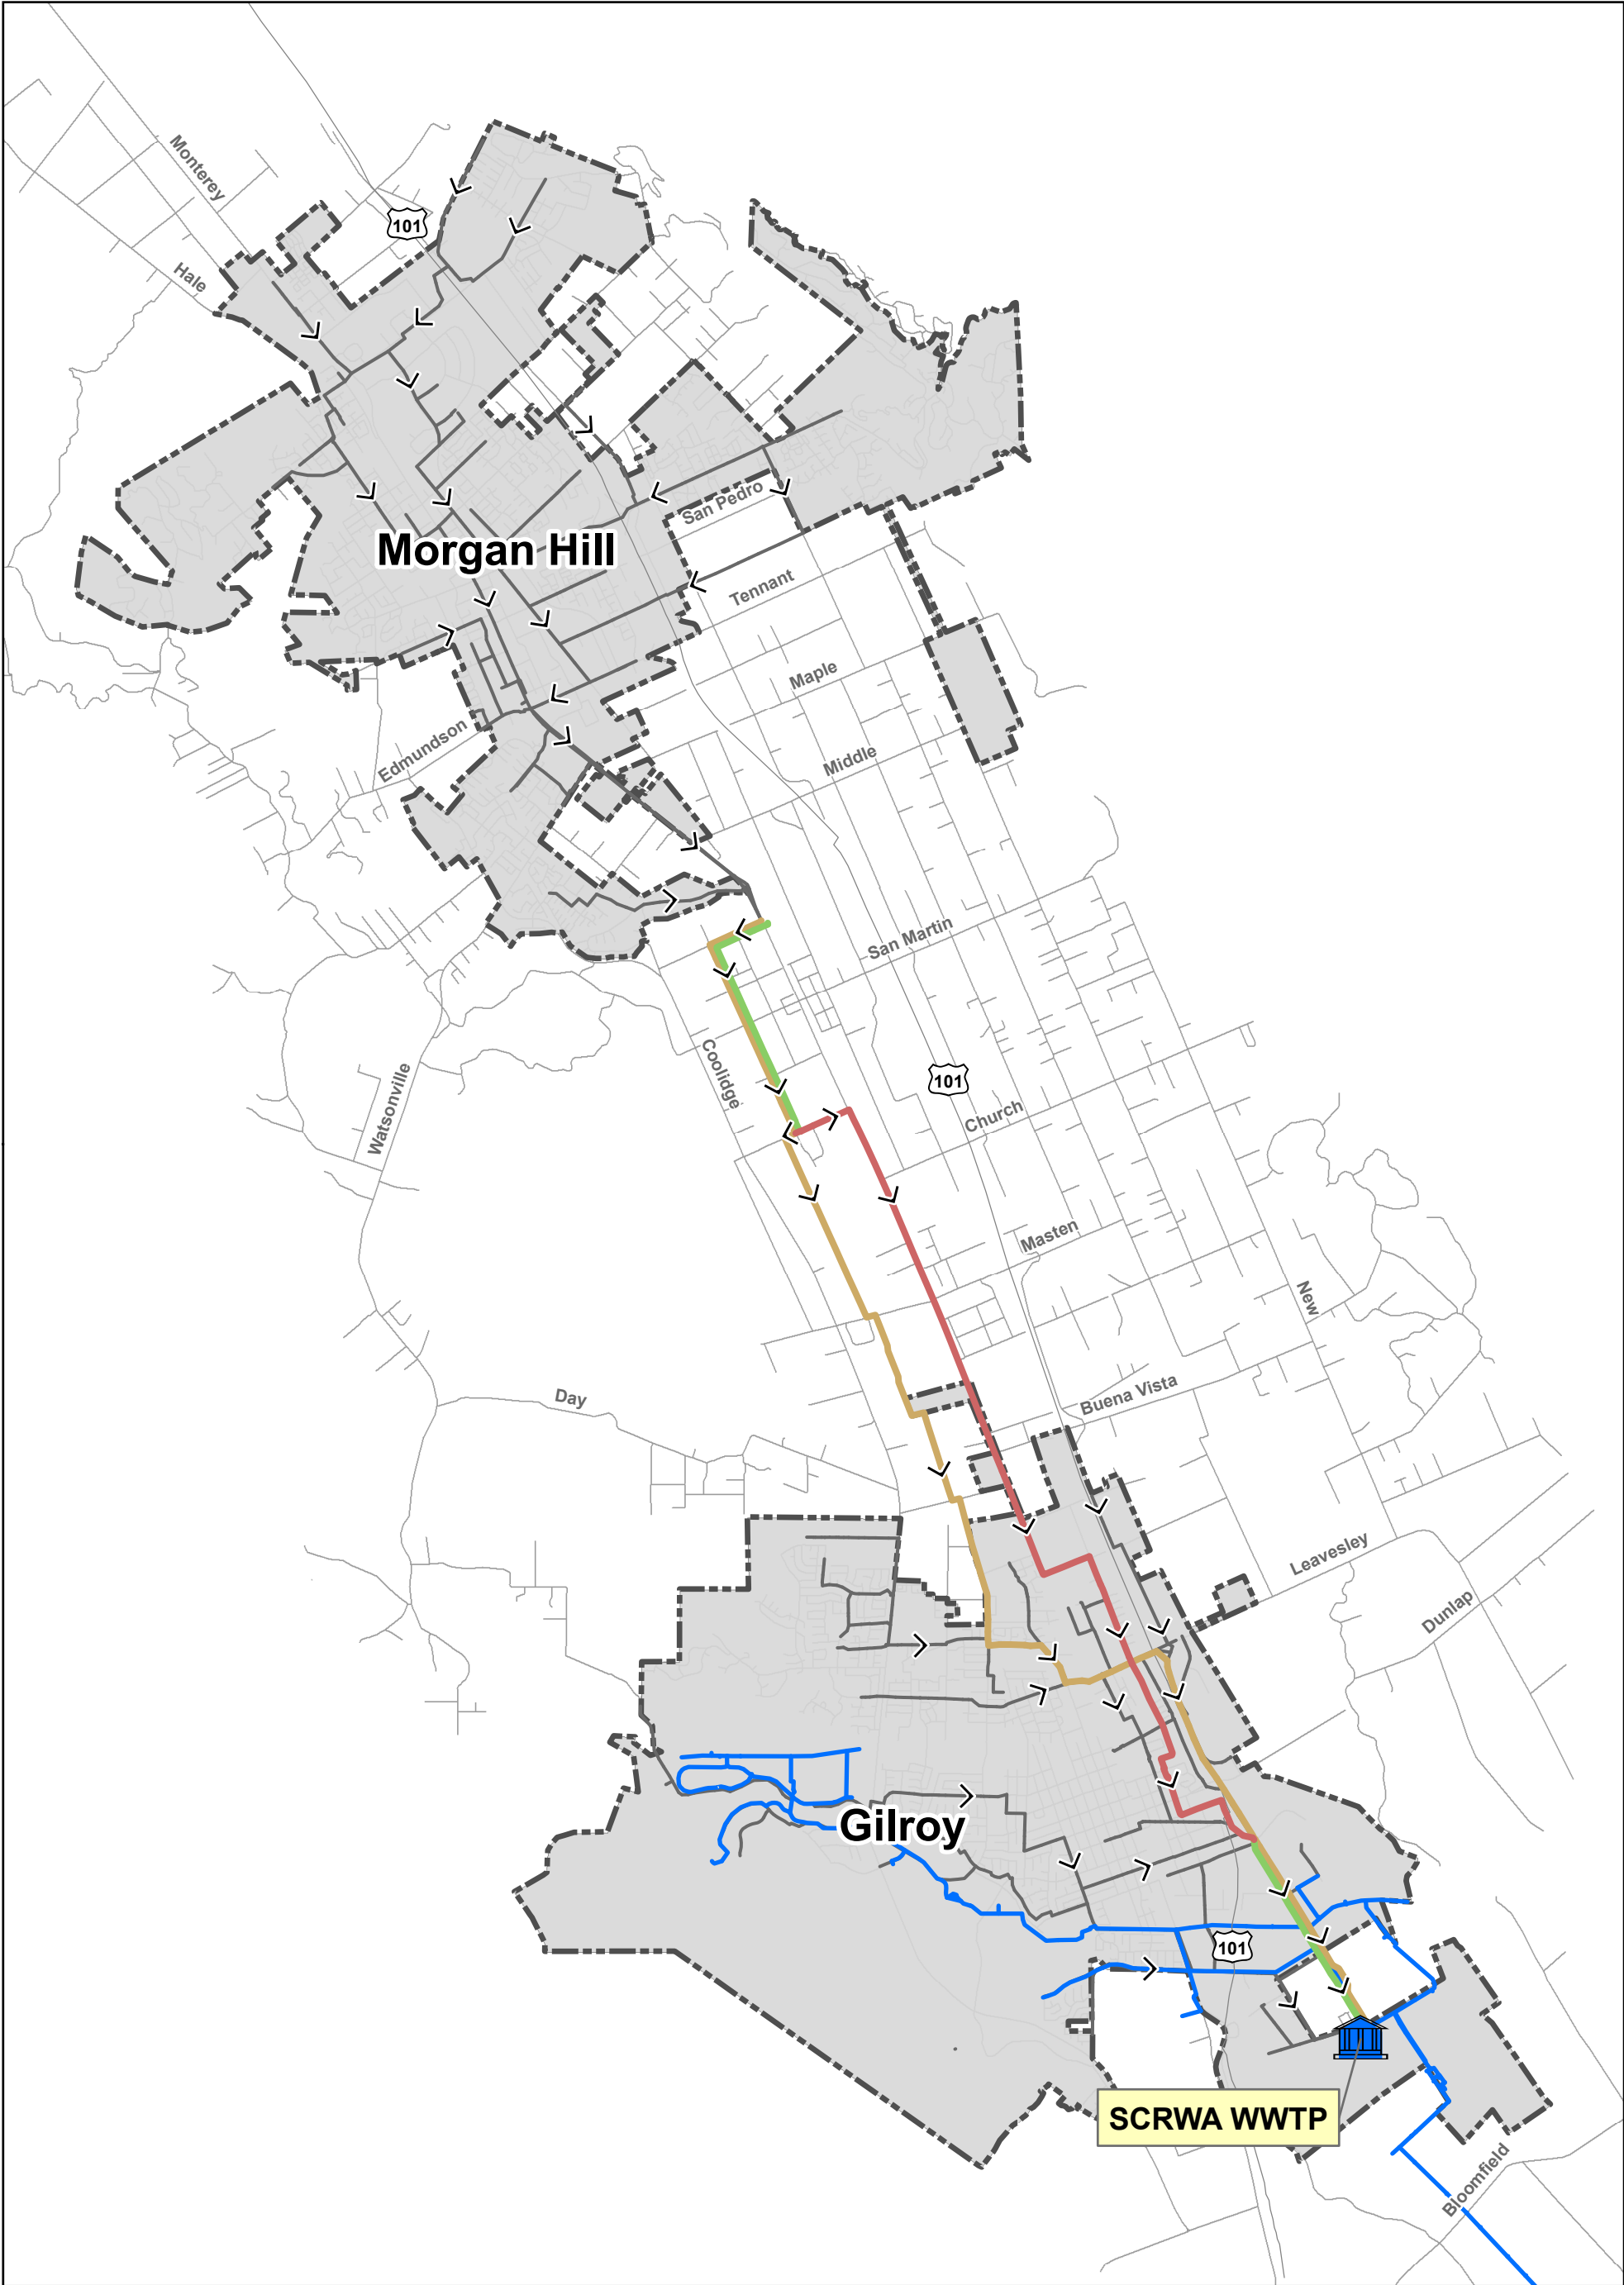 Monterey
101
Hale
San Pedro
Morgan Hill
Tennant
Maple
Edmundson
Middle
San Martin
Coolidge
101
Watsonville
Church
Masten
New
Day
Buena Vista
Leavesley
Dunlap
Gilroy
101
SCRWA WWTP
Bloomfield